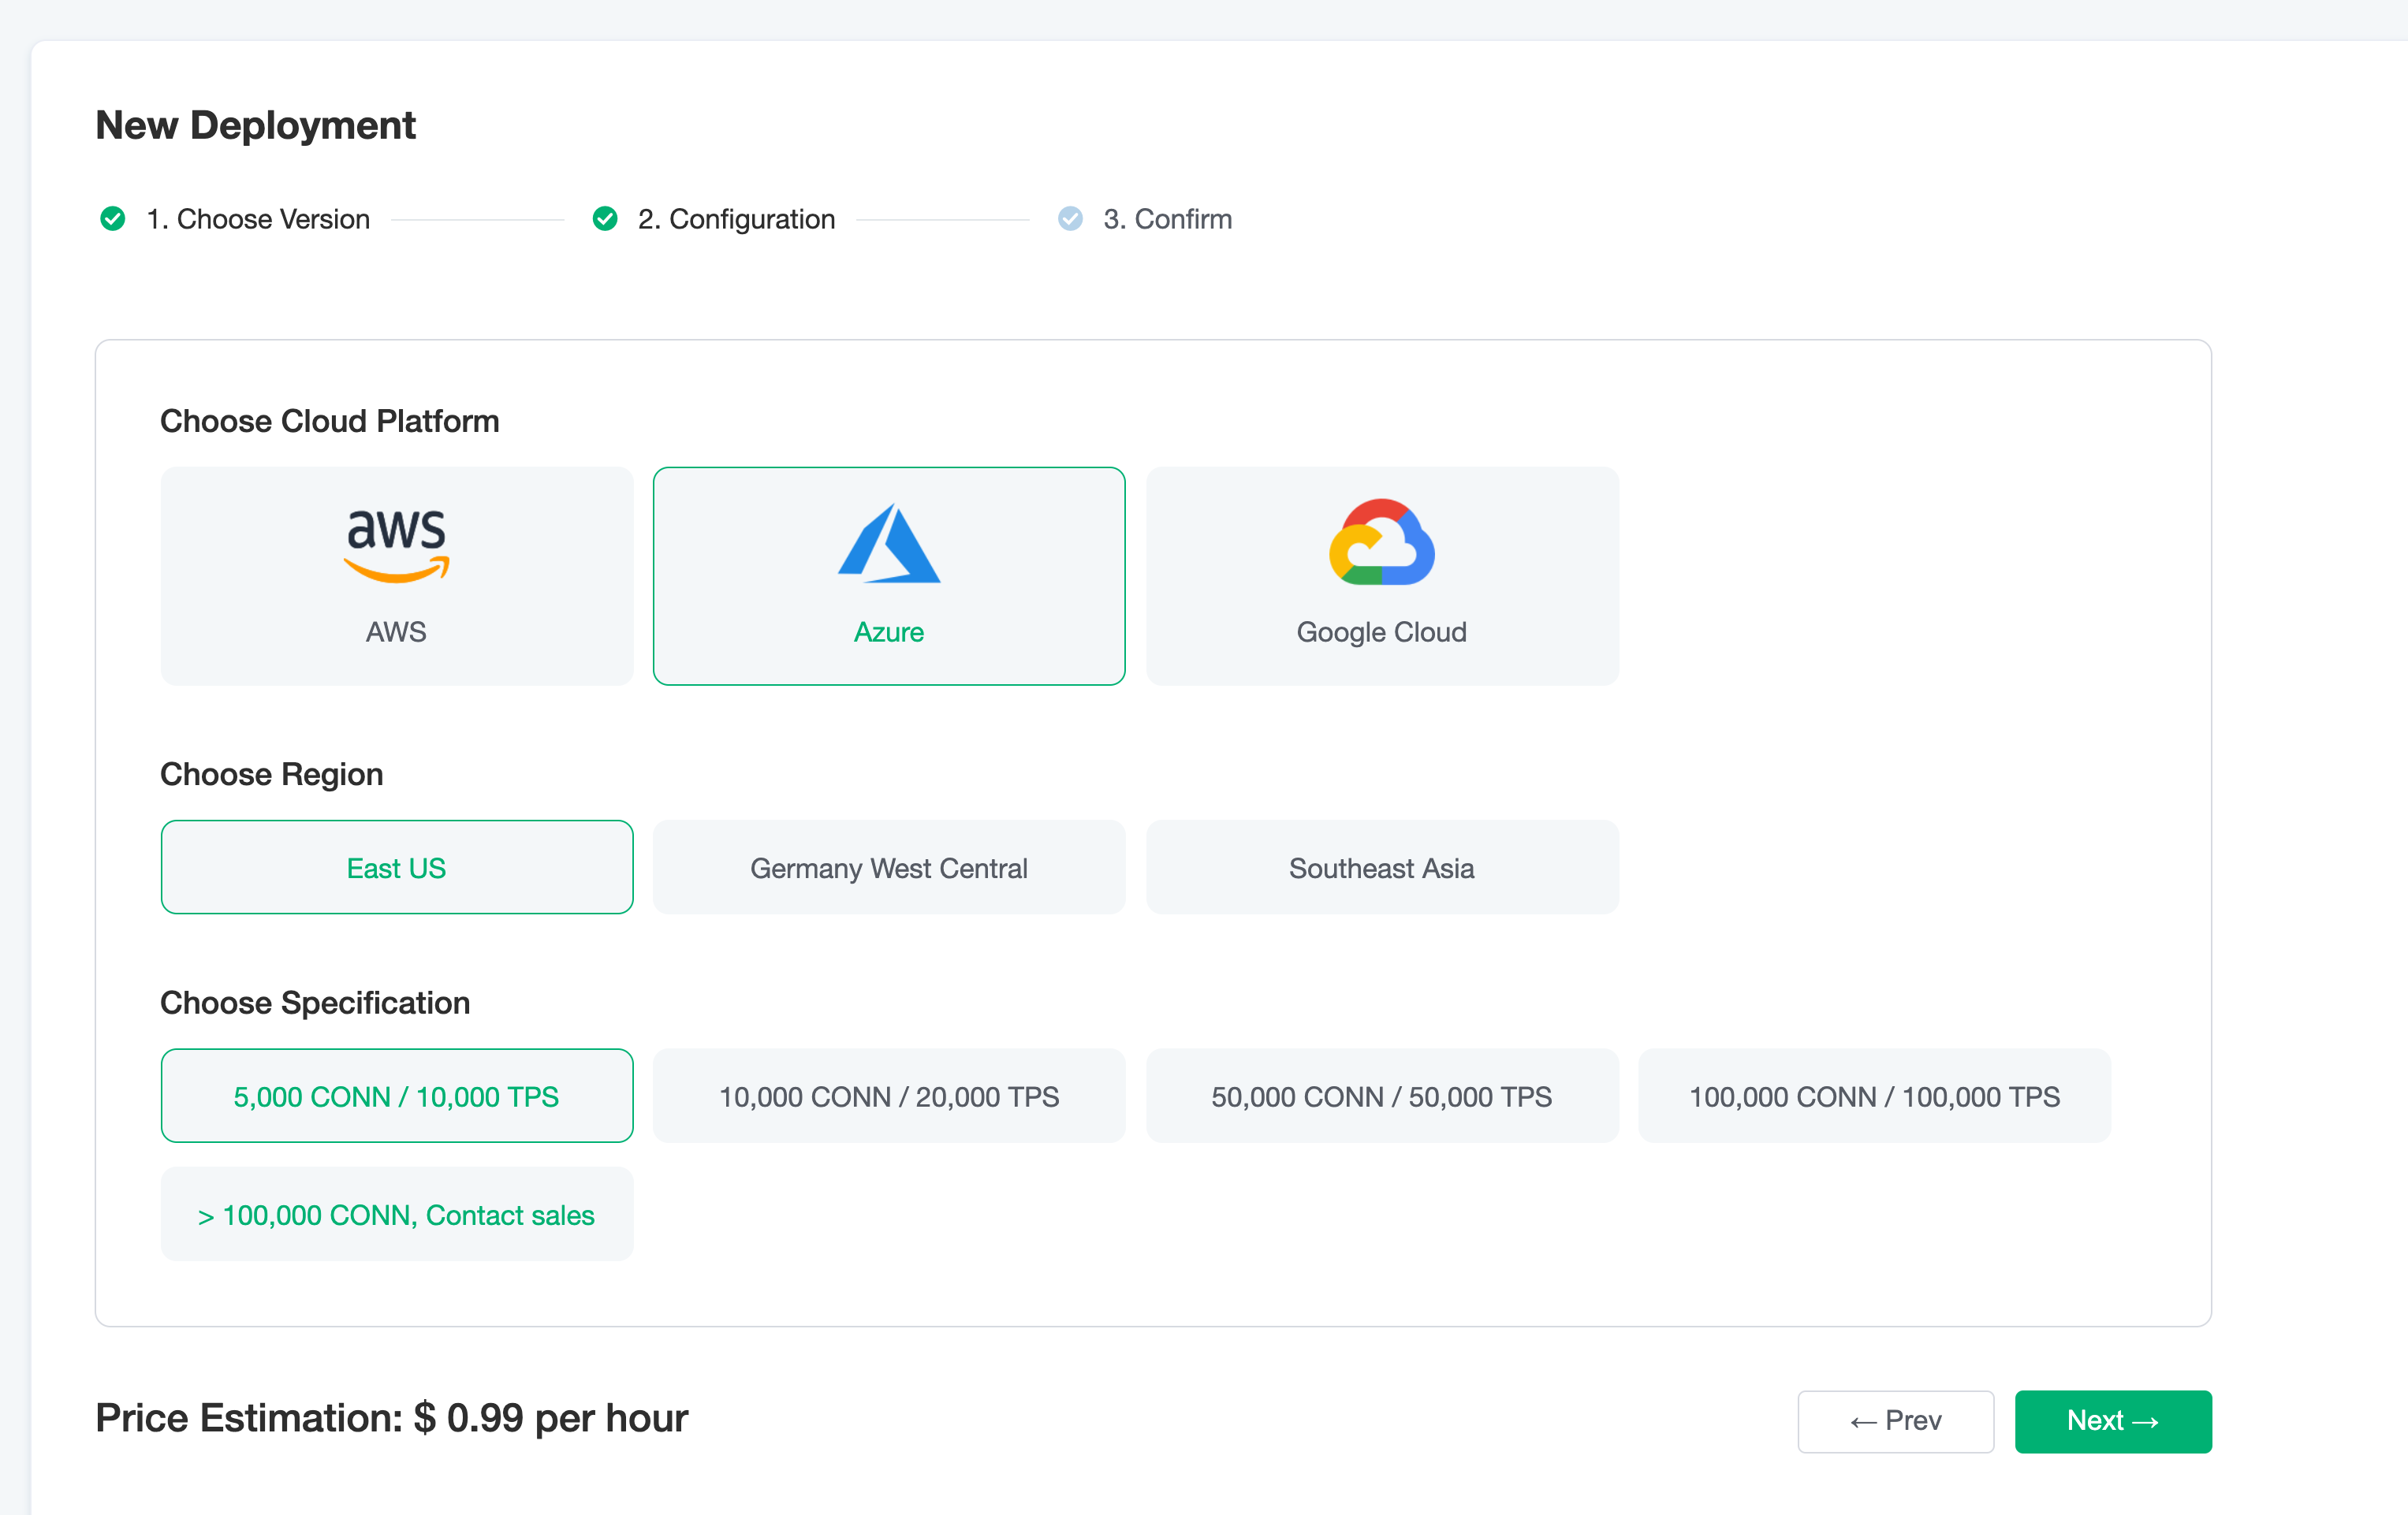 New Deployment
1. Choose Version 2. Configuration 3. Confirm
Choose Cloud Platform
aws
AWS Azure Google Cloud
Choose Region
East US Germany West Central Southeast Asia
Choose Specification
5,000 CONN / 10,000 TPS 10,000 CONN / 20,000 TPS 50,000 CONN / 50,000 TPS 100,000 CONN / 100,000 TPS
> 100,000 CONN, Contact sales
Price Estimation: $ 0.99 per hour ← Prev Next →